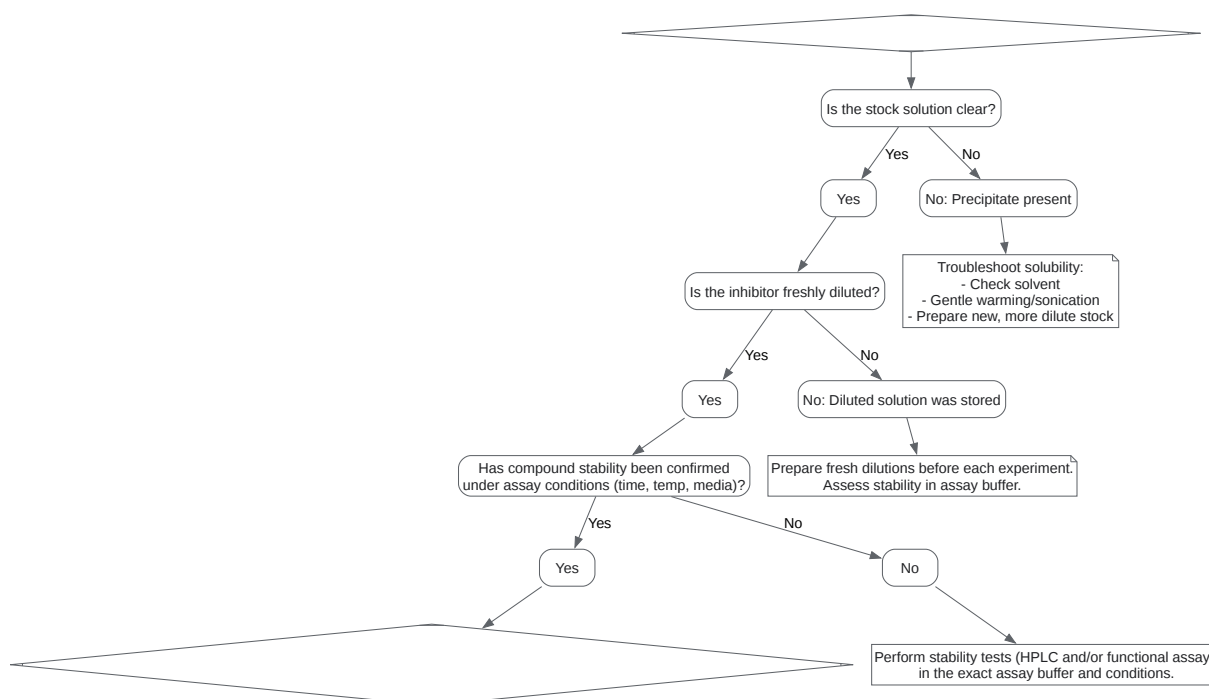 Is the stock solution clear?
Yes
No
Yes
No: Precipitate present
Troubleshoot solubility:
- Check solvent
- Gentle warming/sonication
- Prepare new, more dilute stock
Is the inhibitor freshly diluted?
Yes
No
Yes
No: Diluted solution was stored
Has compound stability been confirmed
under assay conditions (time, temp, media)?
Prepare fresh dilutions before each experiment.
Assess stability in assay buffer.
Yes
No
Yes
No
Perform stability tests (HPLC and/or functional assay
in the exact assay buffer and conditions.